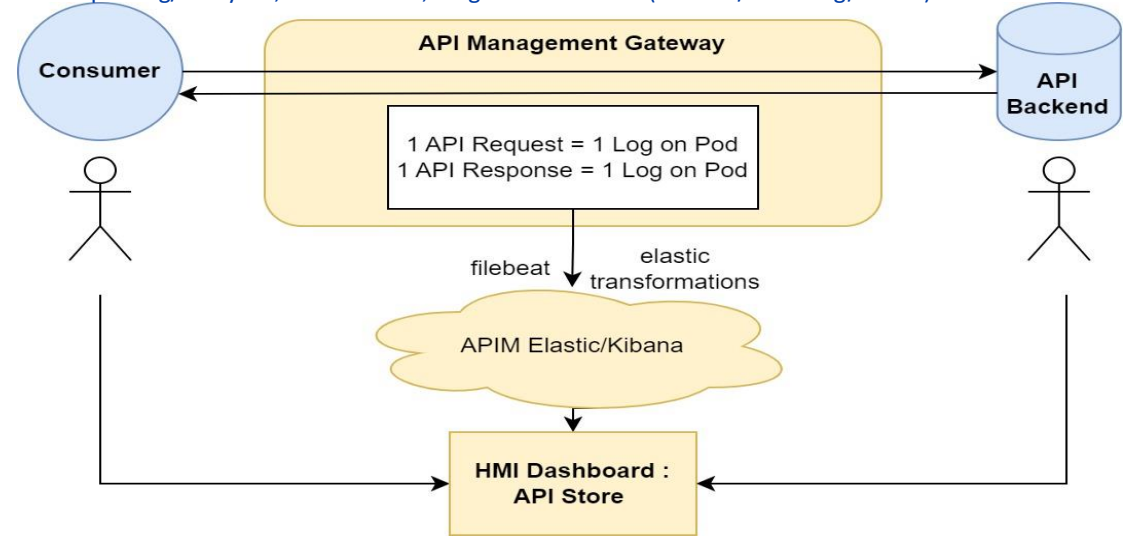 API Management Gateway
Consumer
API
Backend
1 API Request = 1 Log on Pod
1 API Response = 1 Log on Pod
filebeat
elastic
transformations
APIM Elastic/Kibana
HMI Dashboard :
API Store